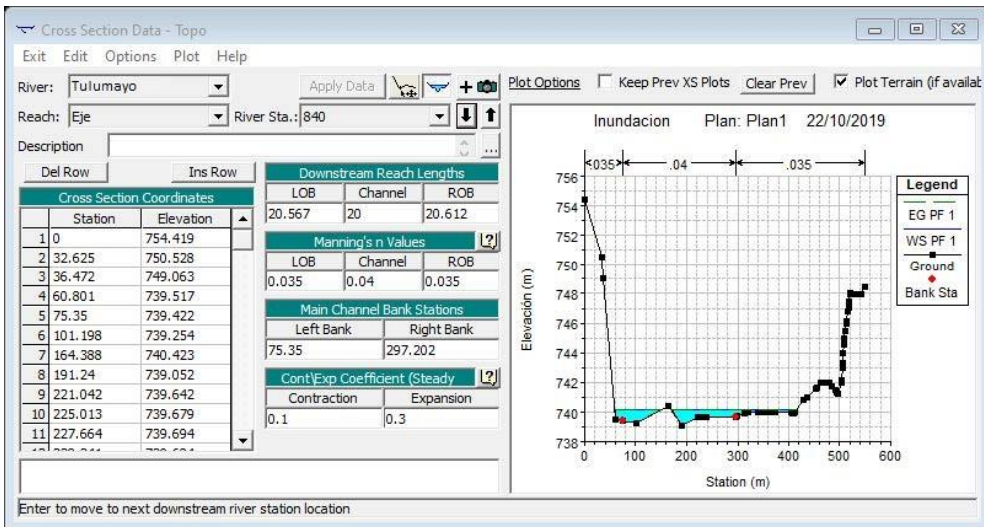 Cross Section Data - Topo
Exit Edit Options Plot Help
River: Tulumayo
Apply Data
Plot Options Keep Prev XS Plots Clear Prev Plot Terrain (if availab
Reach: Eje River Sta.: 840
Description ...
Del Row Ins Row
Cross Section Coordinates
Station Elevation
1 0 754.419
2 32.625 750.528
3 36.472 749.063
4 60.801 739.517
5 75.35 739.422
6 101.198 739.254
7 164.388 740.423
8 191.24 739.052
9 221.042 739.642
10 225.013 739.679
11 227.664 739.694
Downstream Reach Lengths
LOB Channel ROB
20.567 20 20.612
Manning's n Values ?
LOB Channel ROB
0.035 0.04 0.035
Main Channel Bank Stations
Left Bank Right Bank
75.35 297.202
Cont\Exp Coefficient (Steady ?
Contraction Expansion
0.1 0.3
Inundacion Plan: Plan1 22/10/2019
.035 .04 .035
756
754
752
750
748
746
744
742
740
738
Elevación (m)
0 100 200 300 400 500 600
Station (m)
Legend
EG PF 1
WS PF 1
Ground
Bank Sta
Enter to move to next downstream river station location